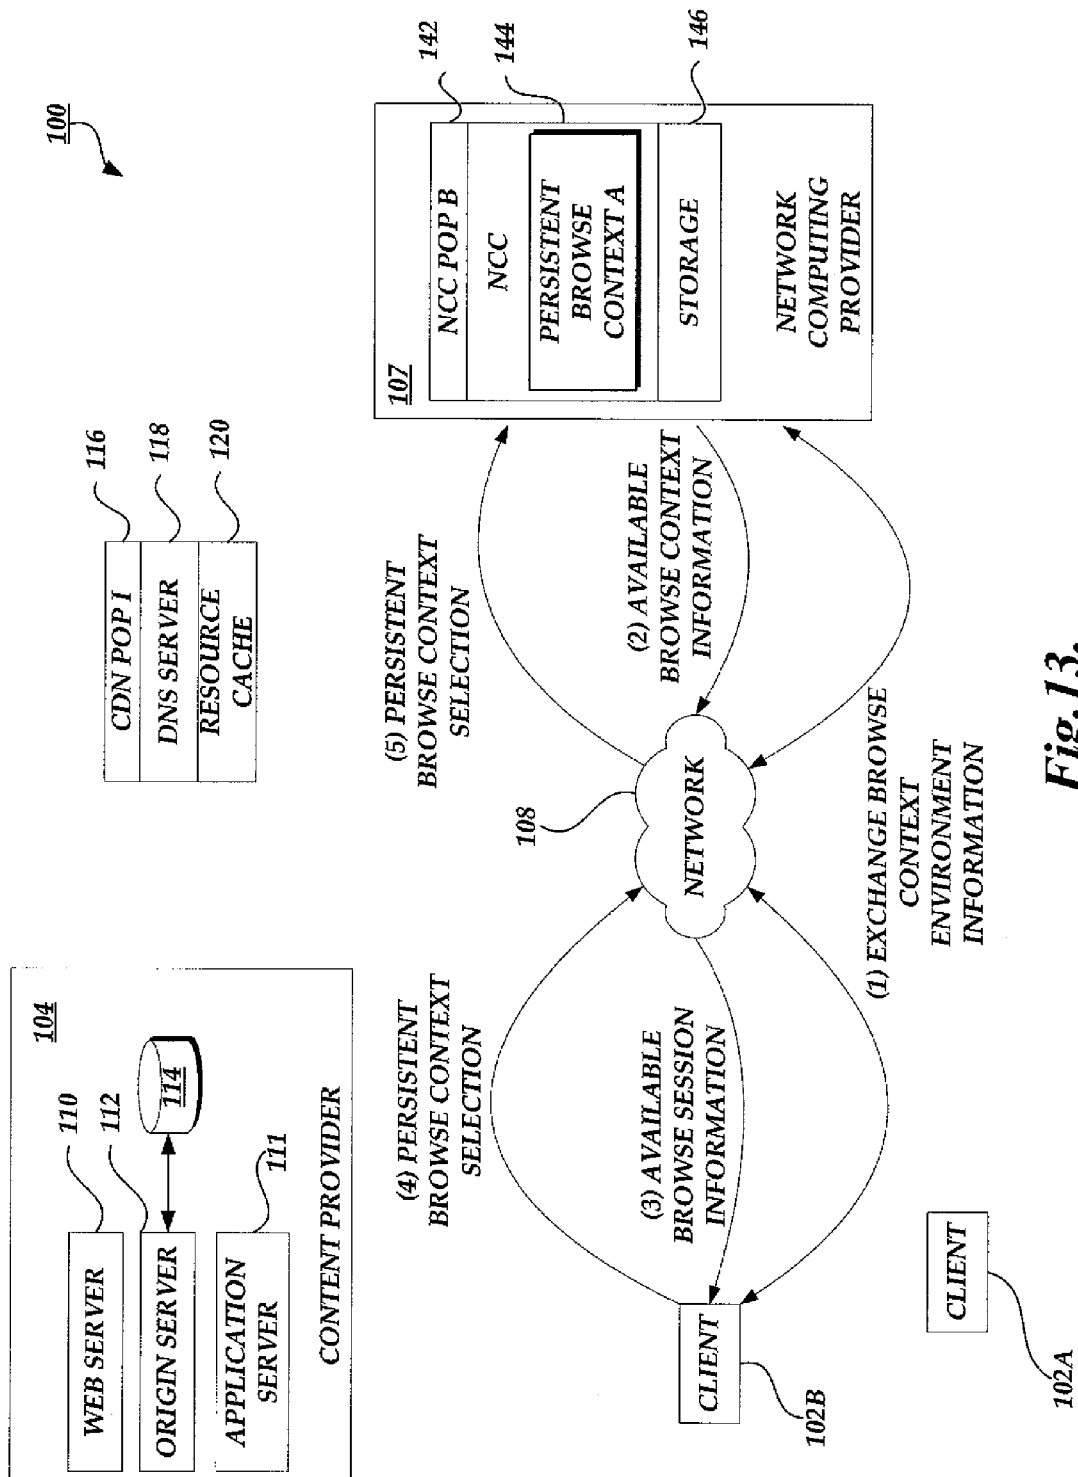 100
104
WEB SERVER
110
ORIGIN SERVER
112
114
APPLICATION
SERVER
111
CONTENT PROVIDER
CDN POP I
116
DNS SERVER
118
RESOURCE
CACHE
120
107
NCC POP B
142
NCC
144
PERSISTENT
BROWSE
CONTEXT A
STORAGE
146
NETWORK
COMPUTING
PROVIDER
(4) PERSISTENT
BROWSE CONTEXT
SELECTION
(5) PERSISTENT
BROWSE CONTEXT
SELECTION
108
NETWORK
(3) AVAILABLE
BROWSE SESSION
INFORMATION
(2) AVAILABLE
BROWSE CONTEXT
INFORMATION
CLIENT
102B
(1) EXCHANGE BROWSE
CONTEXT
ENVIRONMENT
INFORMATION
CLIENT
102A
Fig.13.